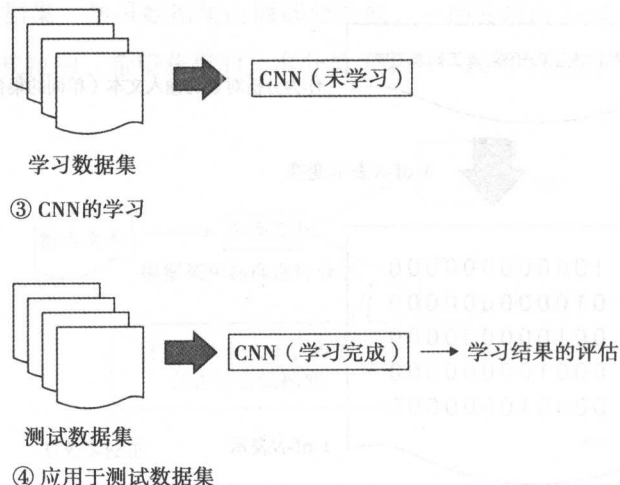 CNN（未学习）
学习数据集
③ CNN的学习
CNN（学习完成）
学习结果的评估
测试数据集
④ 应用于测试数据集